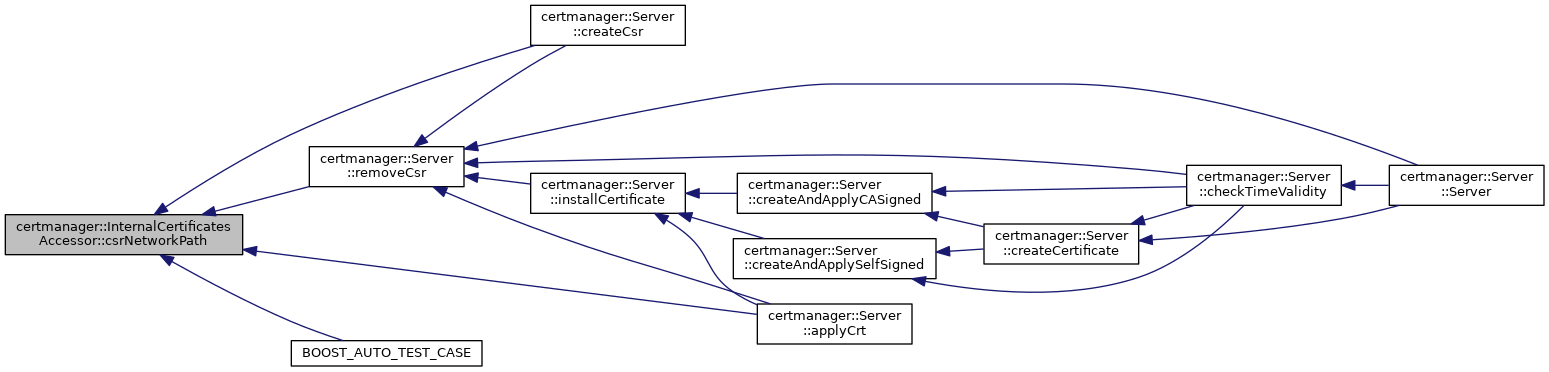 certmanager::Server
::createCsr
certmanager::Server
::removeCsr
certmanager::Server
::checkTimeValidity
certmanager::Server
::Server
certmanager::Server
::installCertificate
certmanager::Server
::createAndApplyCASigned
certmanager::InternalCertificates
Accessor::csrNetworkPath
certmanager::Server
::createCertificate
certmanager::Server
::createAndApplySelfSigned
certmanager::Server
::applyCrt
BOOST_AUTO_TEST_CASE